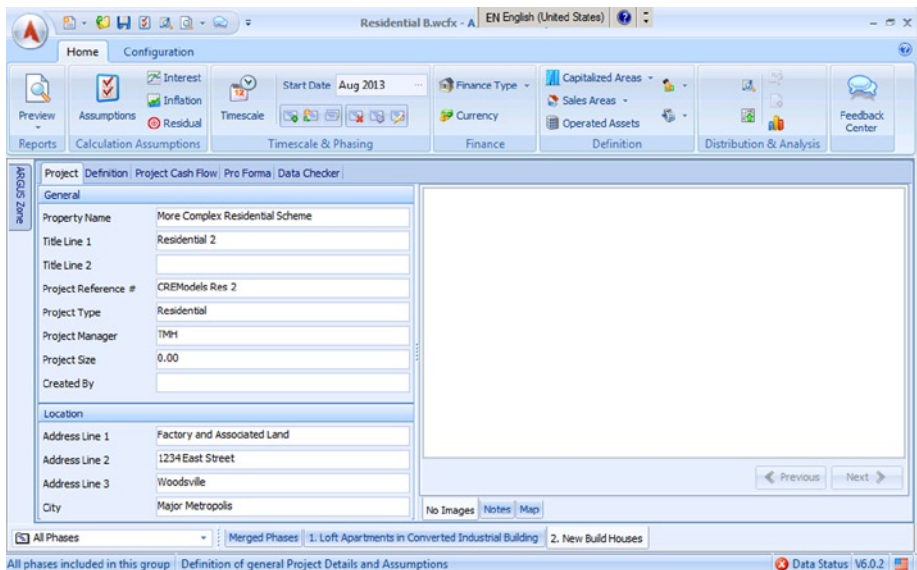 Residential B.wcfx - A
EN English (United States)
Home Configuration
Preview
Reports
Assumptions
Interest
Inflation
Residual
Calculation Assumptions
Timescale
Start Date Aug 2013
Timescale & Phasing
Finance Type
Currency
Finance
Capitalized Areas
Sales Areas
Operated Assets
Definition
Distribution & Analysis
Feedback
Center
ARGUS Zone
Project Definition Project Cash Flow Pro Forma Data Checker
General
Property Name More Complex Residential Scheme
Title Line 1 Residential 2
Title Line 2
Project Reference # CREModels Res 2
Project Type Residential
Project Manager TMH
Project Size 0.00
Created By
Location
Address Line 1 Factory and Associated Land
Address Line 2 1234 East Street
Address Line 3 Woodsville
City Major Metropolis
Previous Next
No Images Notes Map
All Phases Merged Phases 1. Loft Apartments in Converted Industrial Building 2. New Build Houses
All phases included in this group Definition of general Project Details and Assumptions Data Status V6.0.2